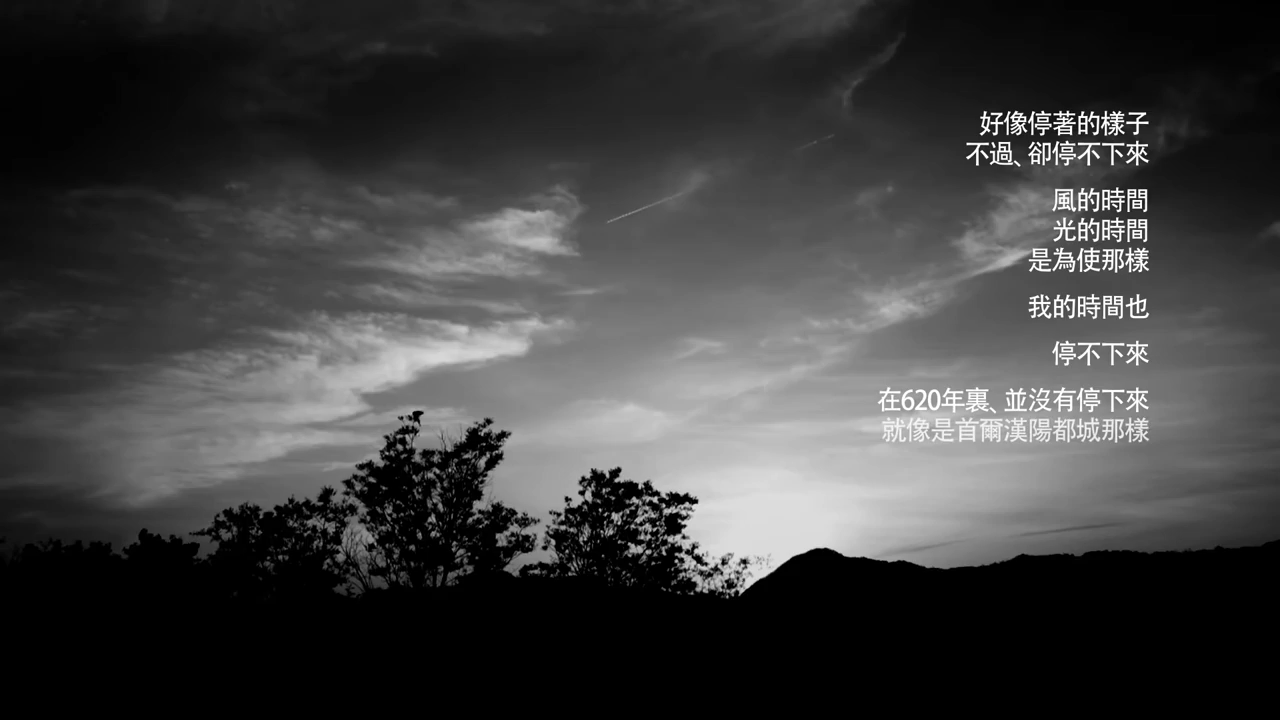 好像停著的樣子
不過、卻停不下來
風的時間
光的時間
是為使那樣
我的時間也
停不下來
在620年裏、並沒有停下來
就像是首爾漢陽都城那樣